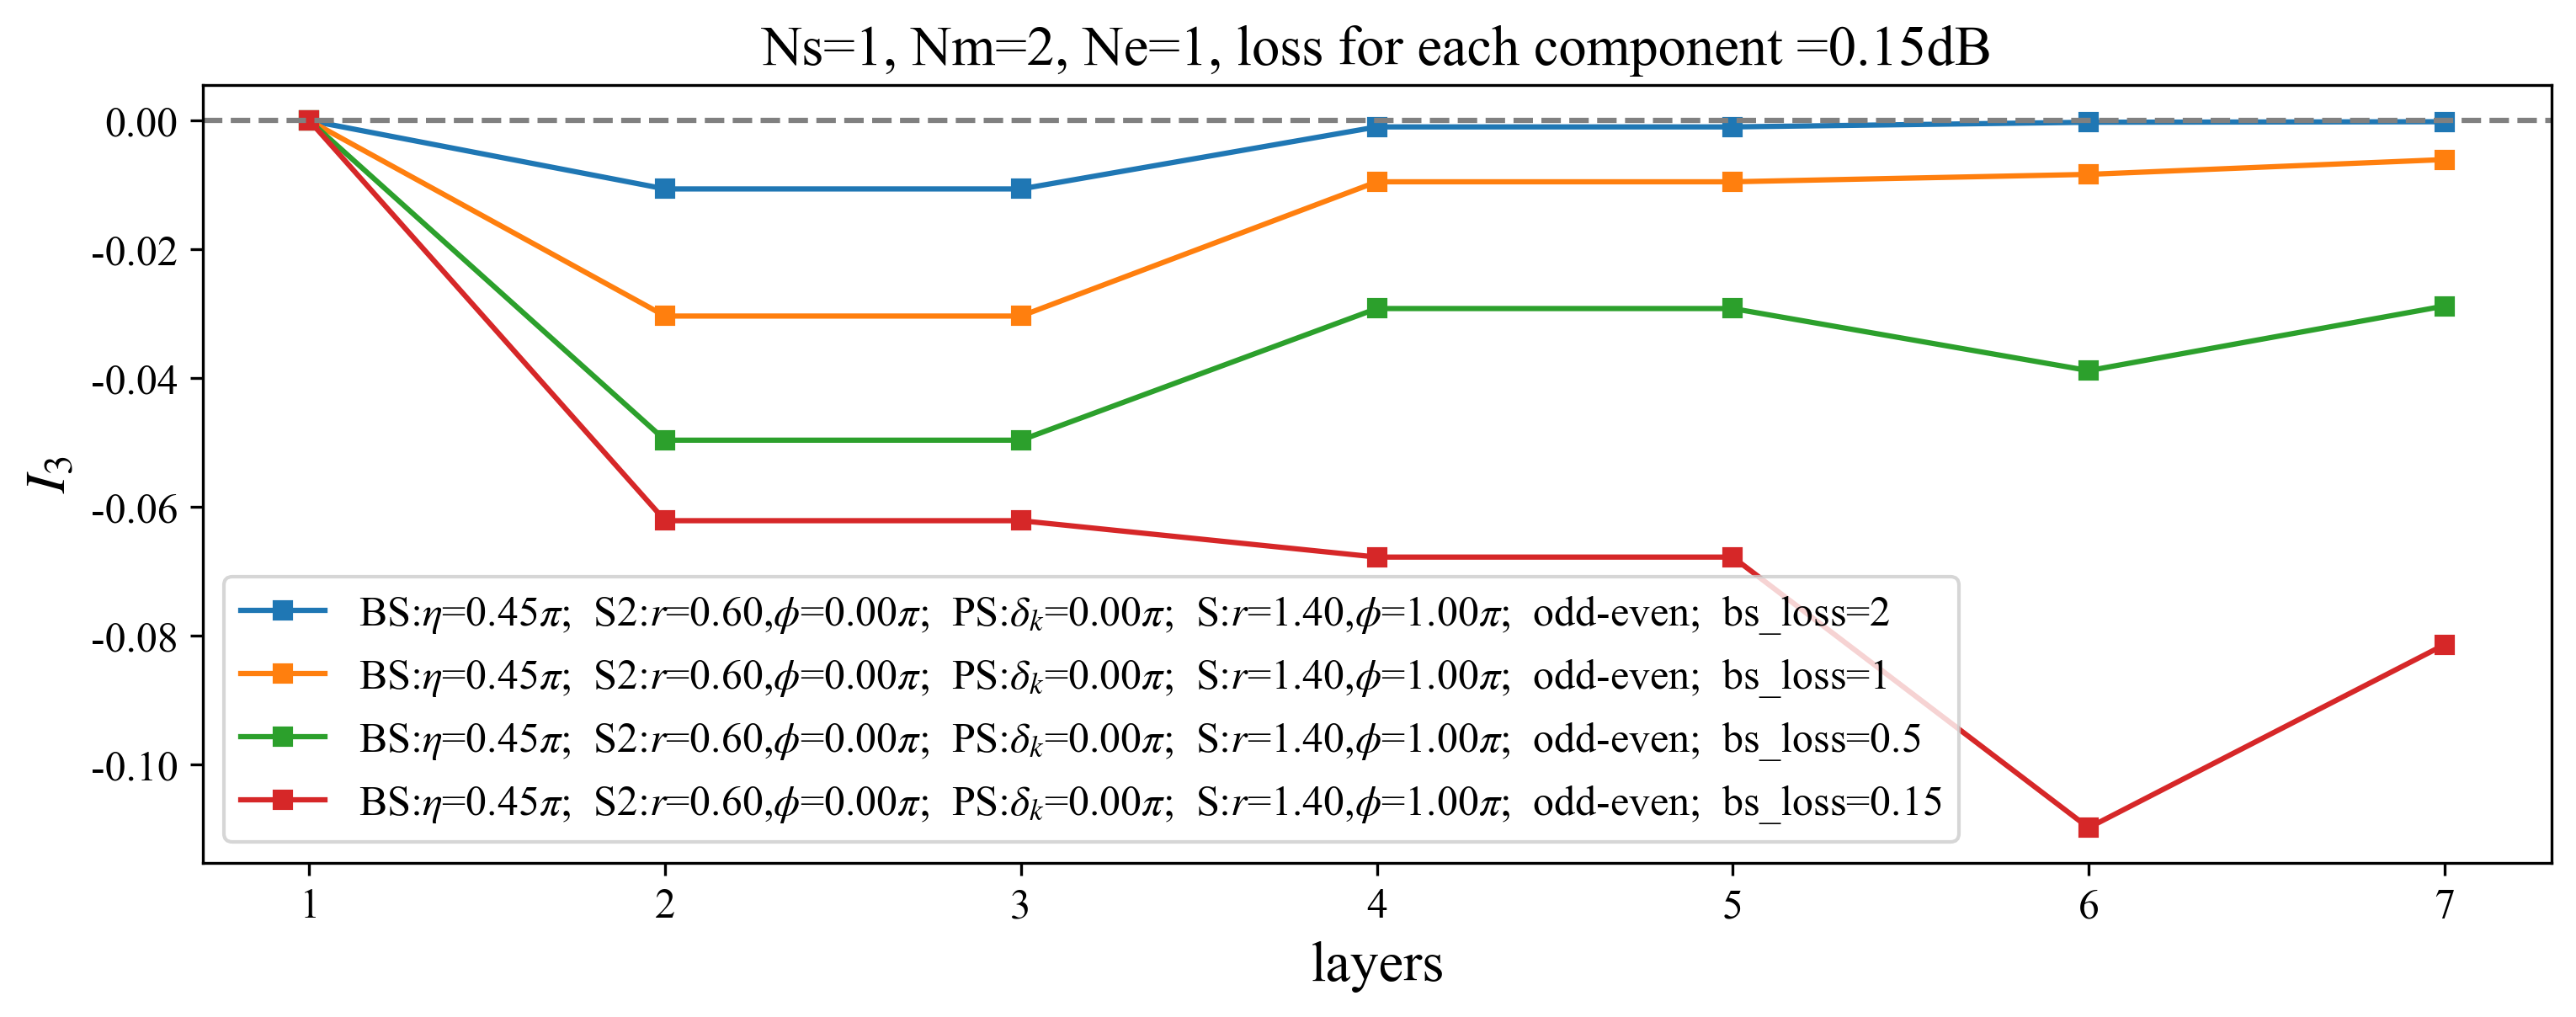 Ns=1, Nm=2, Ne=1, loss for each component =0.15dB
0.00
-0.02
-0.04
-0.06
-0.08
-0.10
I₃
BS:η=0.45π; S2:r=0.60,ϕ=0.00π; PS:δₖ=0.00π; S:r=1.40,ϕ=1.00π; odd-even; bs_loss=2
BS:η=0.45π; S2:r=0.60,ϕ=0.00π; PS:δₖ=0.00π; S:r=1.40,ϕ=1.00π; odd-even; bs_loss=1
BS:η=0.45π; S2:r=0.60,ϕ=0.00π; PS:δₖ=0.00π; S:r=1.40,ϕ=1.00π; odd-even; bs_loss=0.5
BS:η=0.45π; S2:r=0.60,ϕ=0.00π; PS:δₖ=0.00π; S:r=1.40,ϕ=1.00π; odd-even; bs_loss=0.15
1 2 3 4 5 6 7
layers